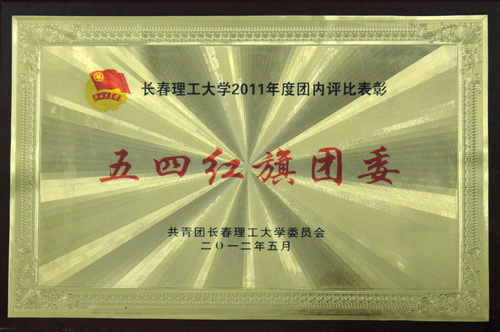 长春理工大学2011年度团内评比表彰
五四红旗团委
共青团长春理工大学委员会
二〇一二年五月